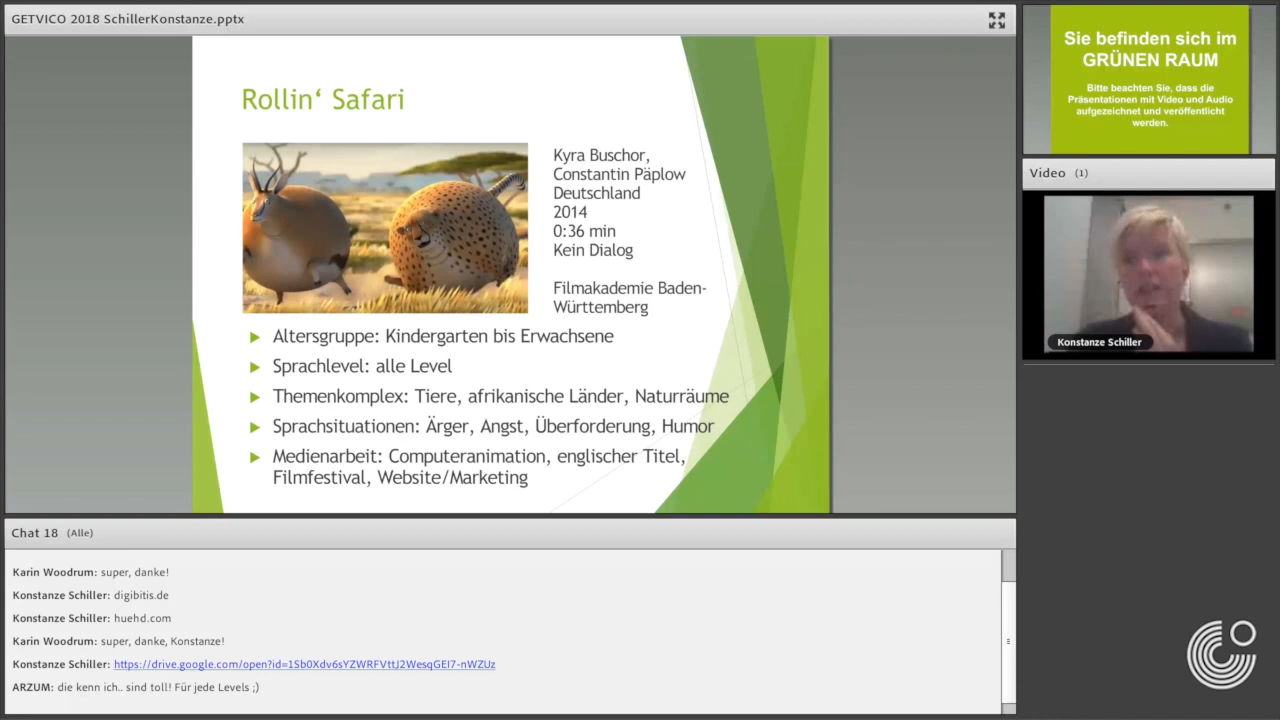 GETVICO 2018 SchillerKonstanze.pptx
Rollin‘ Safari
Kyra Buschor,
Constantin Päplow
Deutschland
2014
0:36 min
Kein Dialog
Filmakademie Baden-
Württemberg
Altersgruppe: Kindergarten bis Erwachsene
Sprachlevel: alle Level
Themenkomplex: Tiere, afrikanische Länder, Naturräume
Sprachsituationen: Ärger, Angst, Überforderung, Humor
Medienarbeit: Computeranimation, englischer Titel,
Filmfestival, Website/Marketing
Sie befinden sich im
GRÜNEN RAUM
Bitte beachten Sie, dass die
Präsentationen mit Video und Audio
aufgezeichnet und veröffentlicht
werden.
Video (1)
Konstanze Schiller
Chat 18 (Alle)
Karin Woodrum: super, danke!
Konstanze Schiller: digibitis.de
Konstanze Schiller: huehd.com
Karin Woodrum: super, danke, Konstanze!
Konstanze Schiller: https://drive.google.com/open?id=1Sb0Xdv6sYZWRFVttJ2WesqGEI7-nWZUz
ARZUM: die kenn ich.. sind toll! Für jede Levels ;)